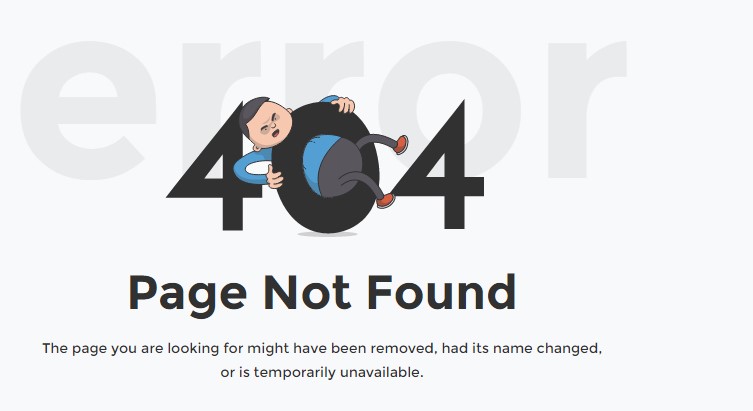 error
404
Page Not Found
The page you are looking for might have been removed, had its name changed,
or is temporarily unavailable.